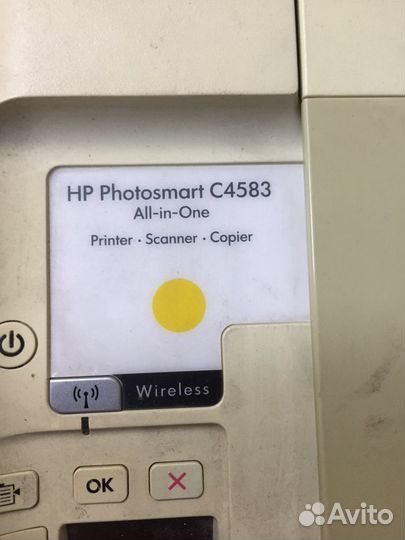 HP Photosmart C4583
All-in-One
Printer · Scanner · Copier
Wireless
OK
Avito